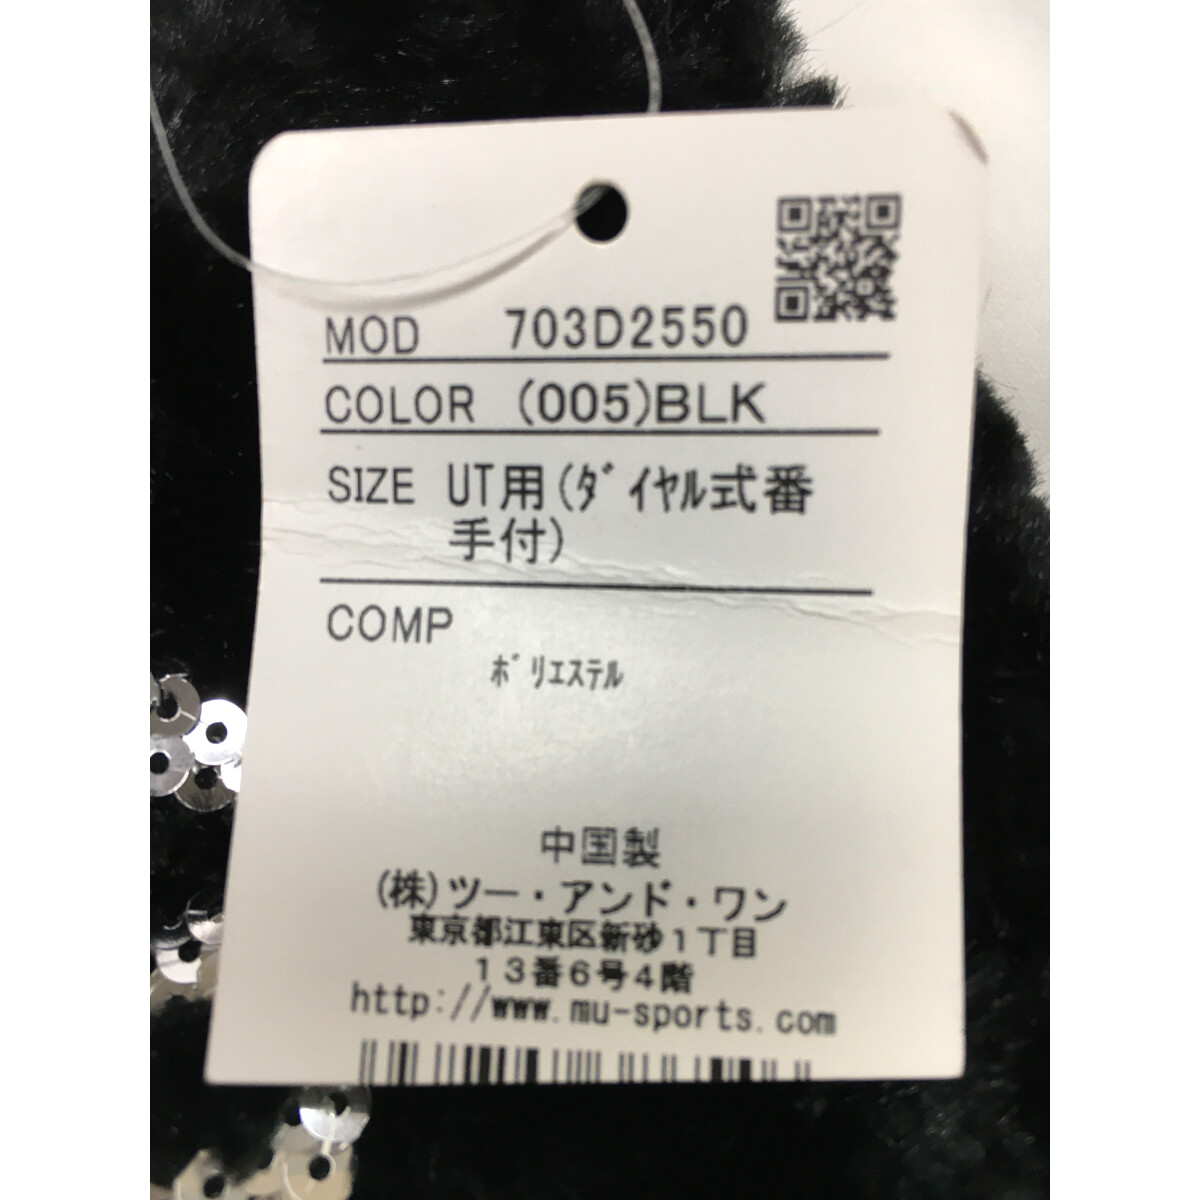 MOD 703D2550
COLOR (005)BLK
SIZE UT用(ﾀﾞｲﾔﾙ式番
手付)
COMP
ﾎﾟﾘｴｽﾃﾙ
中国製
(株)ツー・アンド・ワン
東京都江東区新砂1丁目
13番6号4階
http://www.mu-sports.com